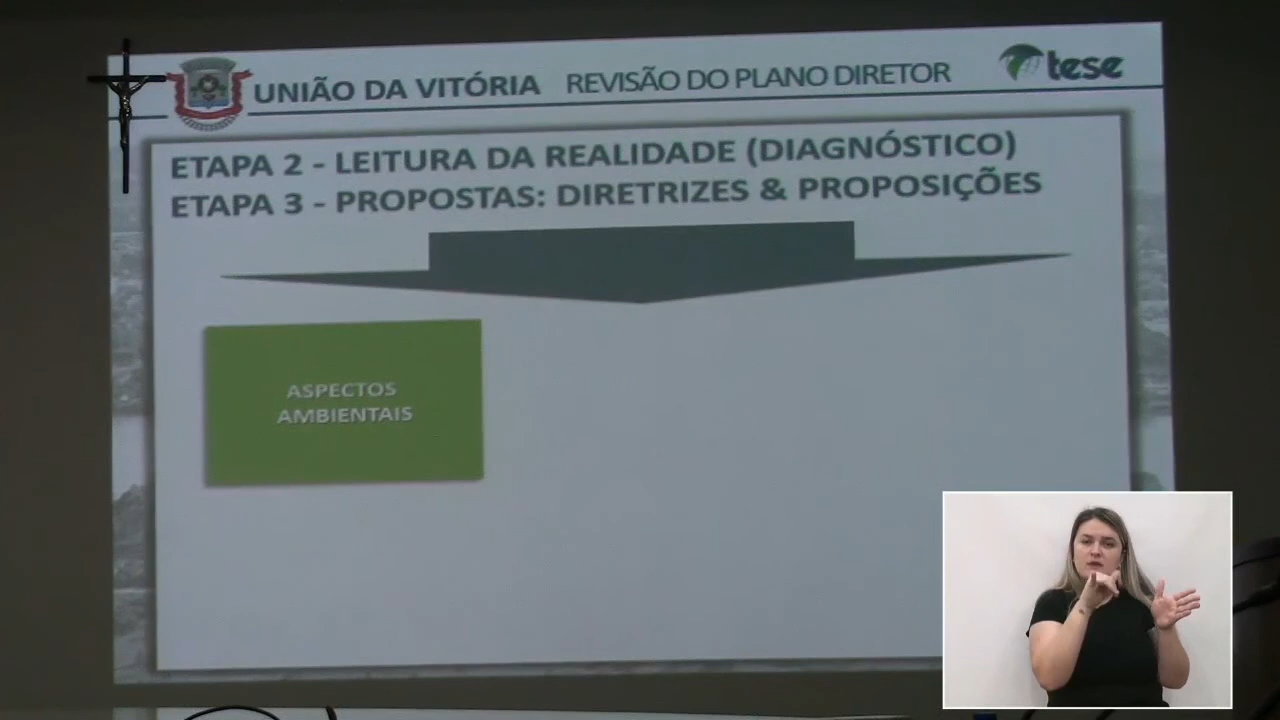 UNIÃO DA VITÓRIA REVISÃO DO PLANO DIRETOR
tese
ETAPA 2 - LEITURA DA REALIDADE (DIAGNÓSTICO)
ETAPA 3 - PROPOSTAS: DIRETRIZES & PROPOSIÇÕES
ASPECTOS
AMBIENTAIS